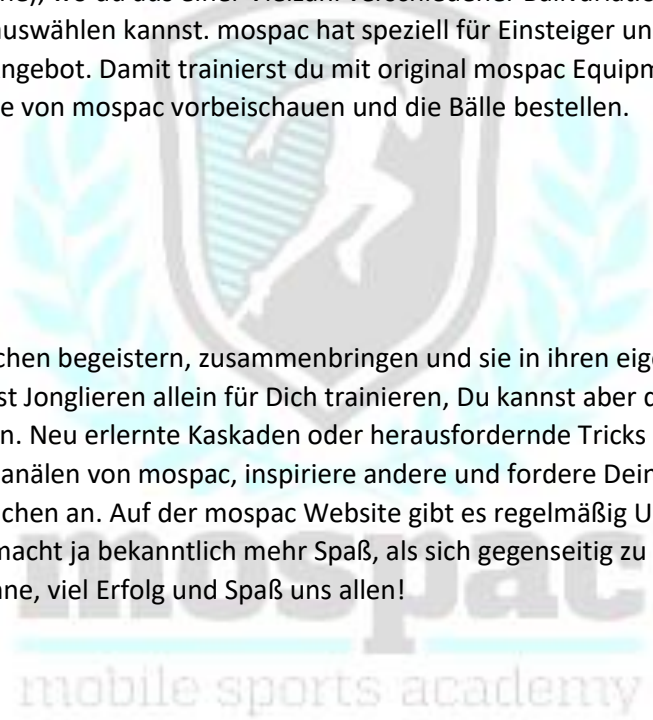 auswählen kannst. mospac hat speziell für Einsteiger un
ngebot. Damit trainierst du mit original mospac Equipm
e von mospac vorbeischauen und die Bälle bestellen.
chen begeistern, zusammenbringen und sie in ihren eig
st Jonglieren allein für Dich trainieren, Du kannst aber d
n. Neu erlernte Kaskaden oder herausfordernde Tricks
anälen von mospac, inspiriere andere und fordere Dein
chen an. Auf der mospac Website gibt es regelmäßig U
macht ja bekanntlich mehr Spaß, als sich gegenseitig zu
ne, viel Erfolg und Spaß uns allen!
mospac
mobile sports academy